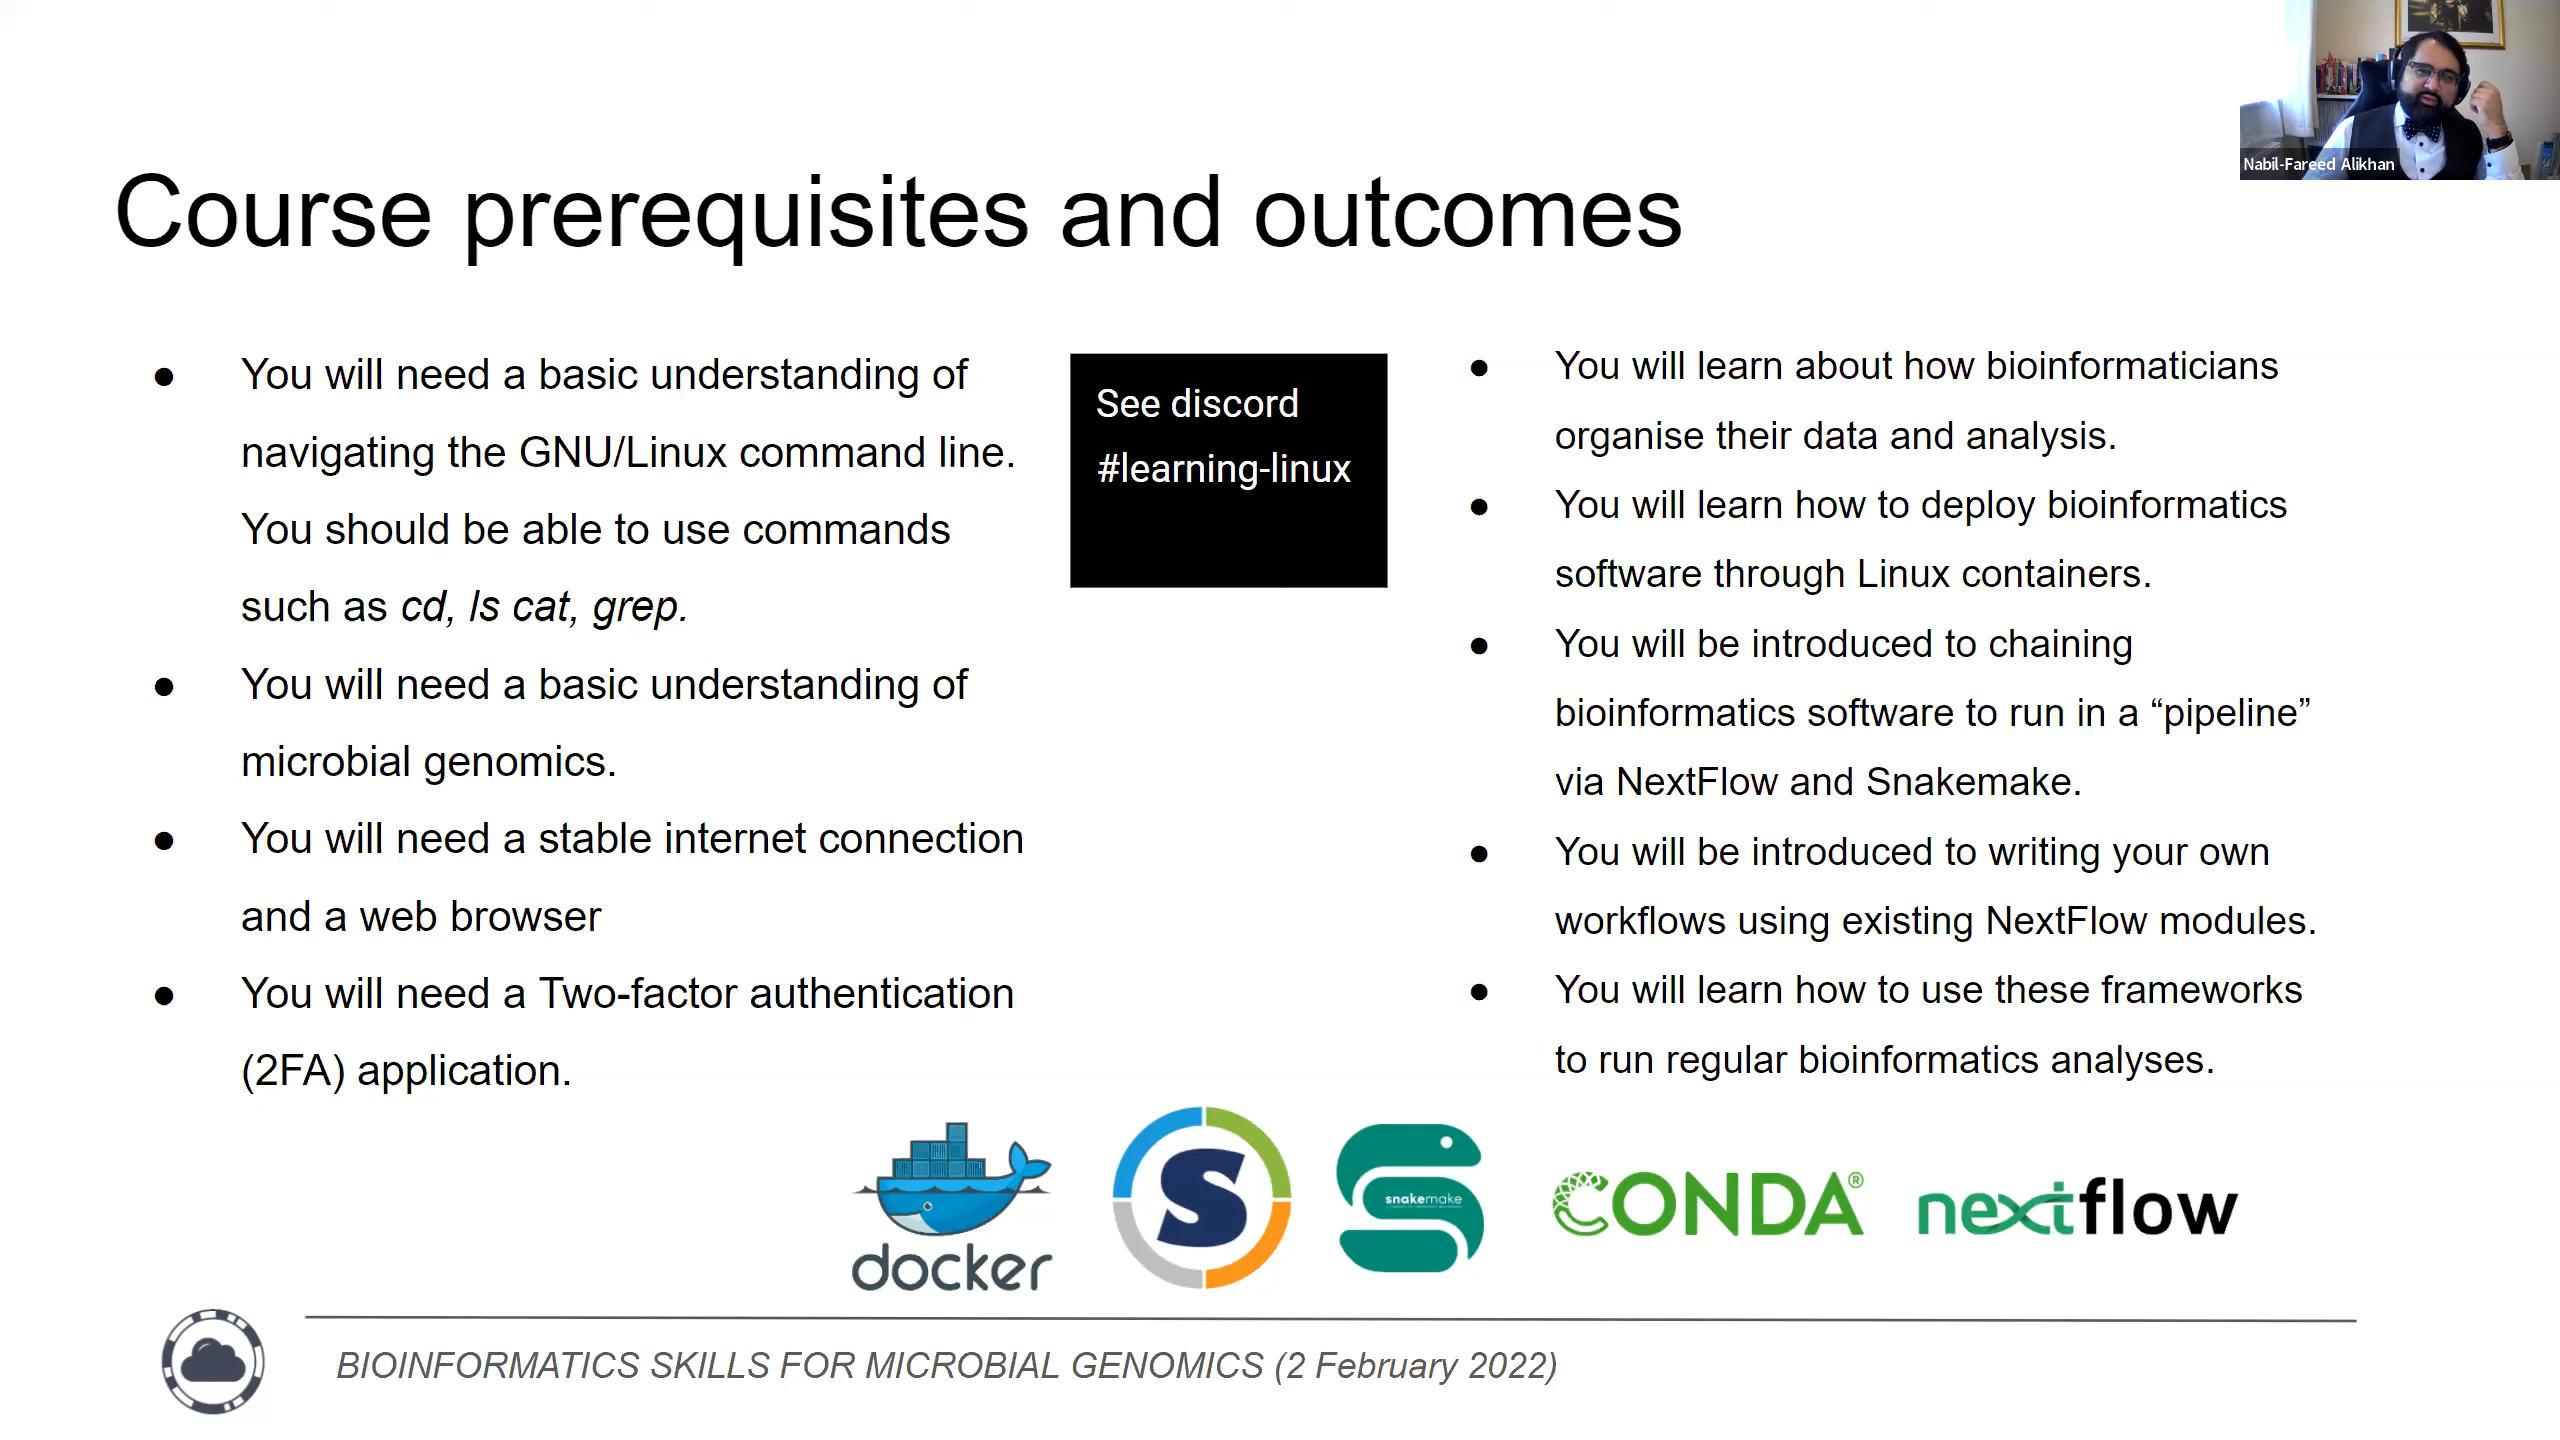 Nabil-Fareed Alikhan
Course prerequisites and outcomes
● You will need a basic understanding of
navigating the GNU/Linux command line.
You should be able to use commands
such as cd, ls cat, grep.
● You will need a basic understanding of
microbial genomics.
● You will need a stable internet connection
and a web browser
● You will need a Two-factor authentication
(2FA) application.
See discord
#learning-linux
● You will learn about how bioinformaticians
organise their data and analysis.
● You will learn how to deploy bioinformatics
software through Linux containers.
● You will be introduced to chaining
bioinformatics software to run in a “pipeline”
via NextFlow and Snakemake.
● You will be introduced to writing your own
workflows using existing NextFlow modules.
● You will learn how to use these frameworks
to run regular bioinformatics analyses.
docker
S
snakemake
CONDA®
nextflow
BIOINFORMATICS SKILLS FOR MICROBIAL GENOMICS (2 February 2022)